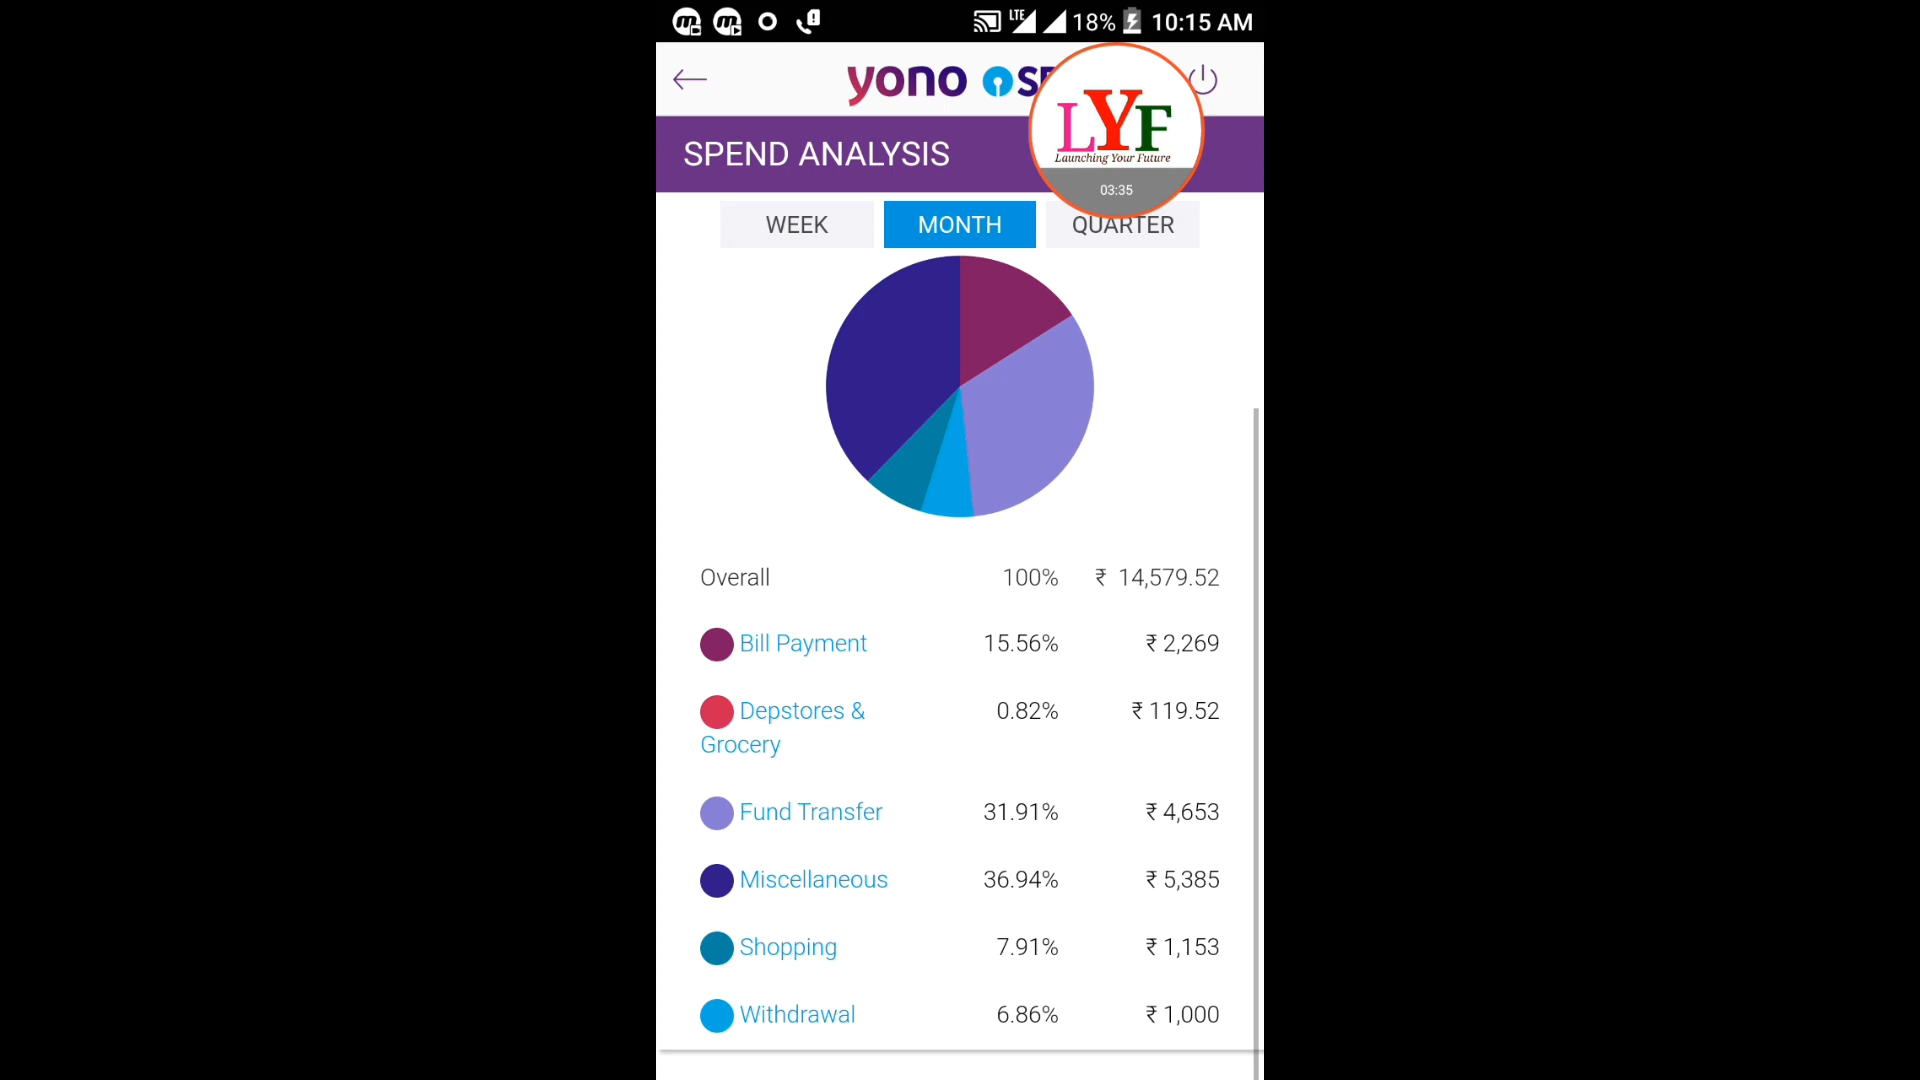 LTE 18% 10:15 AM
yono
SPEND ANALYSIS
LYF
Launching Your Future
03:35
WEEK MONTH QUARTER
Overall 100% ₹ 14,579.52
Bill Payment 15.56% ₹ 2,269
Depstores & 0.82% ₹ 119.52
Grocery
Fund Transfer 31.91% ₹ 4,653
Miscellaneous 36.94% ₹ 5,385
Shopping 7.91% ₹ 1,153
Withdrawal 6.86% ₹ 1,000